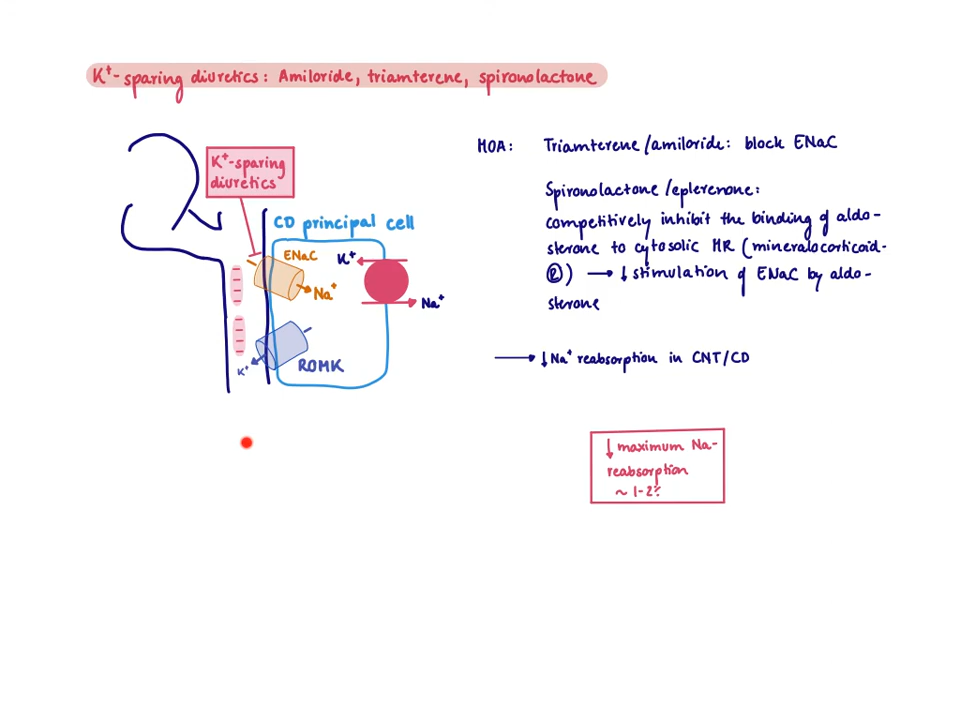 K⁺-sparing diuretics: Amiloride, triamterene, spironolactone
K⁺-sparing
diuretics
CD principal cell
ENaC
K⁺
Na⁺
Na⁺
K⁺
ROMK
MOA: Triamterene/amiloride: block ENaC
Spironolactone/eplerenone:
competitively inhibit the binding of aldo-
sterone to cytosolic MR (mineralocorticoid-
Ⓡ) → ↓ stimulation of ENaC by aldo-
sterone
→ ↓ Na⁺ reabsorption in CNT/CD
↓ maximum Na-
reabsorption
~ 1-2%